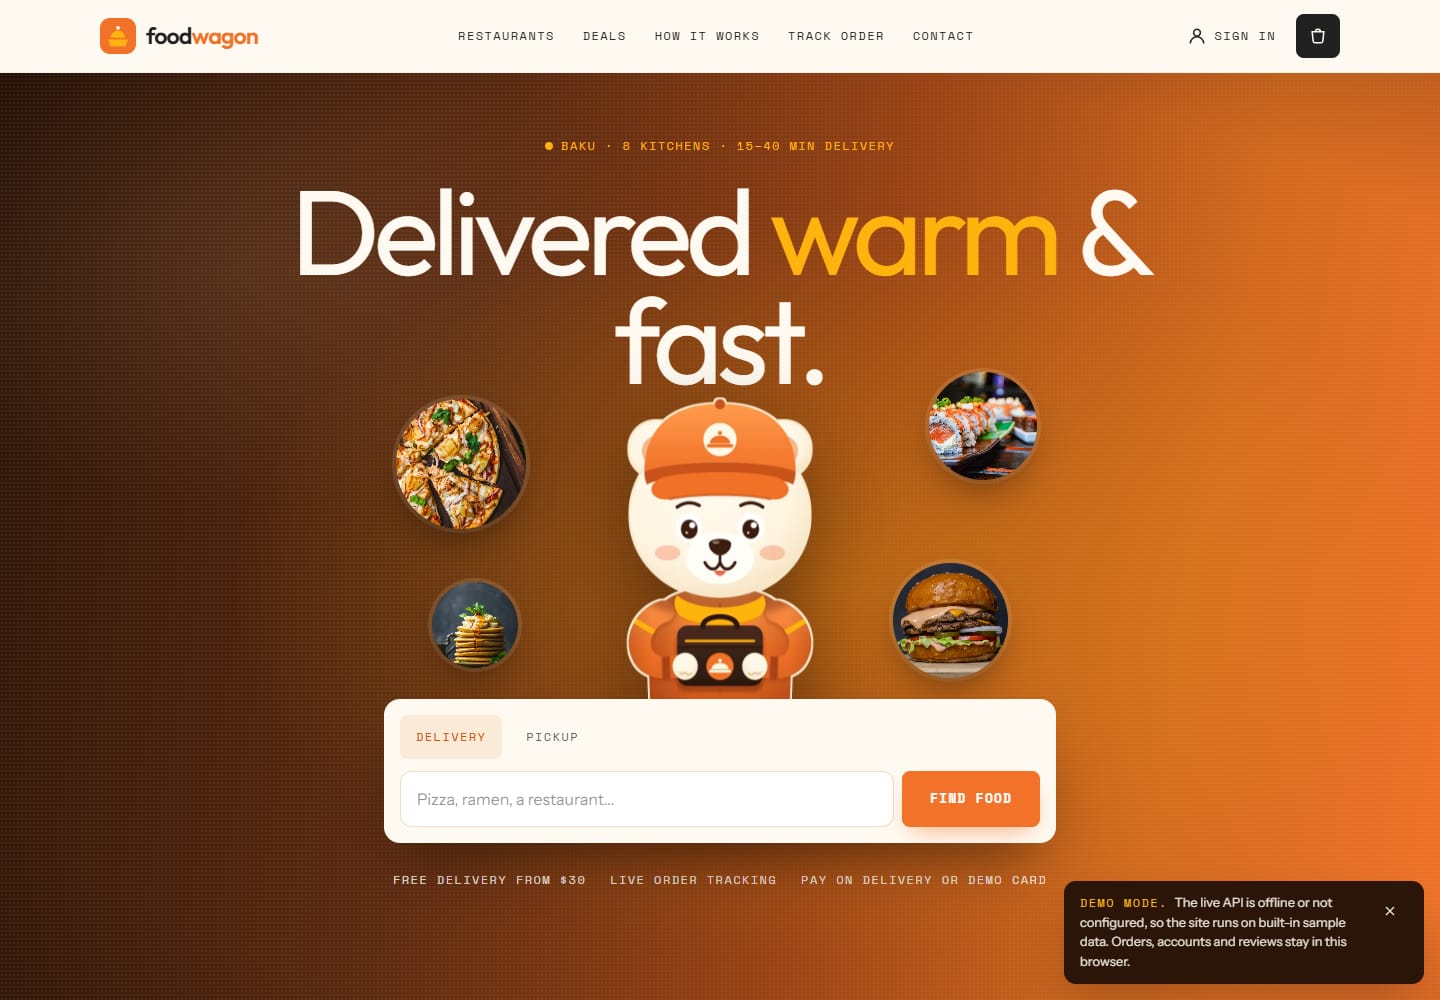 foodwagon
RESTAURANTS DEALS HOW IT WORKS TRACK ORDER CONTACT
SIGN IN
BAKU · 8 KITCHENS · 15–40 MIN DELIVERY
Delivered warm &
fast.
DELIVERY PICKUP
Pizza, ramen, a restaurant...
FIND FOOD
FREE DELIVERY FROM $30 LIVE ORDER TRACKING PAY ON DELIVERY OR DEMO CARD
DEMO MODE. The live API is offline or not
configured, so the site runs on built-in sample
data. Orders, accounts and reviews stay in this
browser.